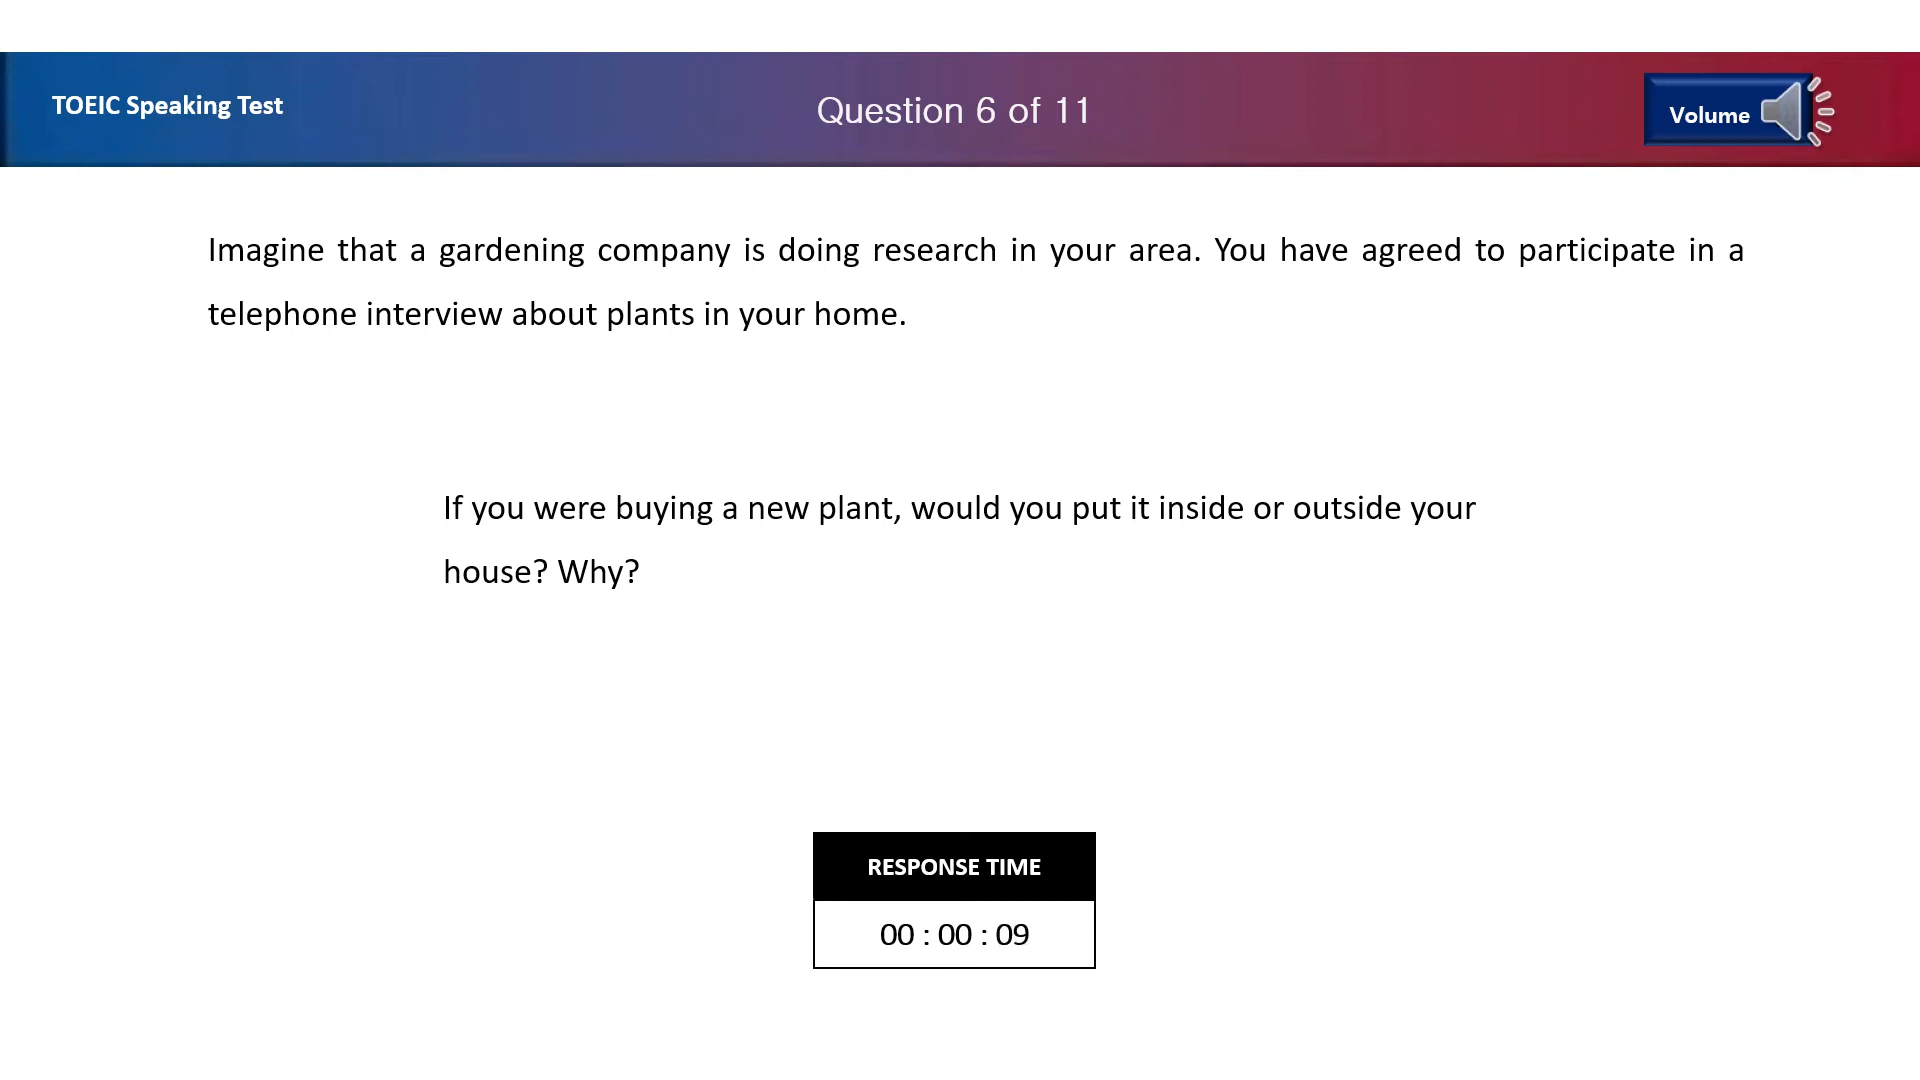 TOEIC Speaking Test
Question 6 of 11
Volume
Imagine that a gardening company is doing research in your area. You have agreed to participate in a
telephone interview about plants in your home.
If you were buying a new plant, would you put it inside or outside your
house? Why?
RESPONSE TIME
00 : 00 : 09